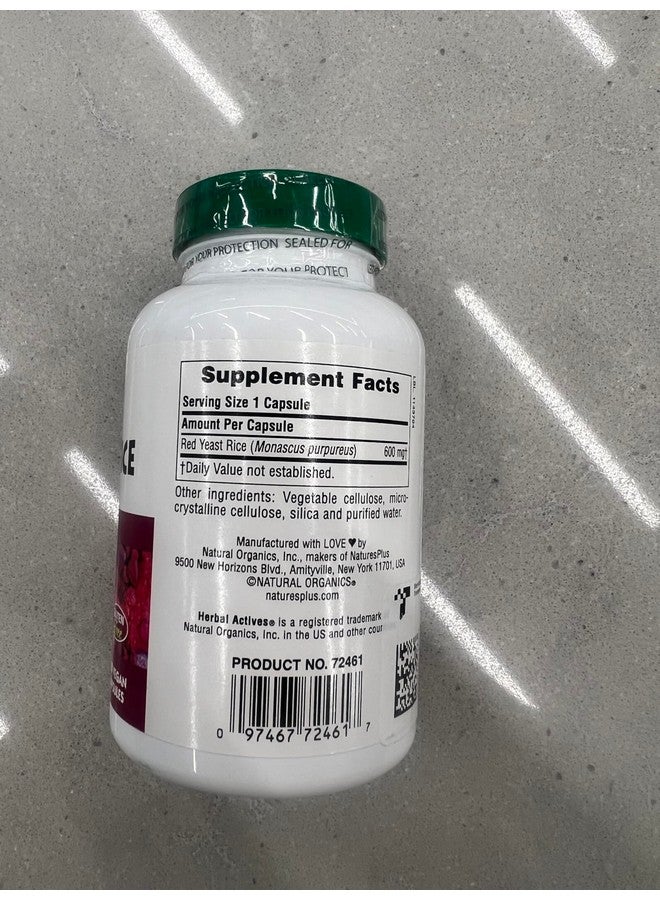 FOR YOUR PROTECTION SEALED FOR
FOR YOUR PROTECT
Supplement Facts
Serving Size 1 Capsule
Amount Per Capsule
Red Yeast Rice (Monascus purpureus) 600 mg†
†Daily Value not established.
Other ingredients: Vegetable cellulose, micro-
crystalline cellulose, silica and purified water.
Manufactured with LOVE ♥ by
Natural Organics, Inc., makers of NaturesPlus
9500 New Horizons Blvd., Amityville, New York 11701, USA
©NATURAL ORGANICS®
naturesplus.com
Herbal Actives® is a registered trademark
Natural Organics, Inc. in the US and other cour
PRODUCT NO. 72461
0 97467 72461 7
CE